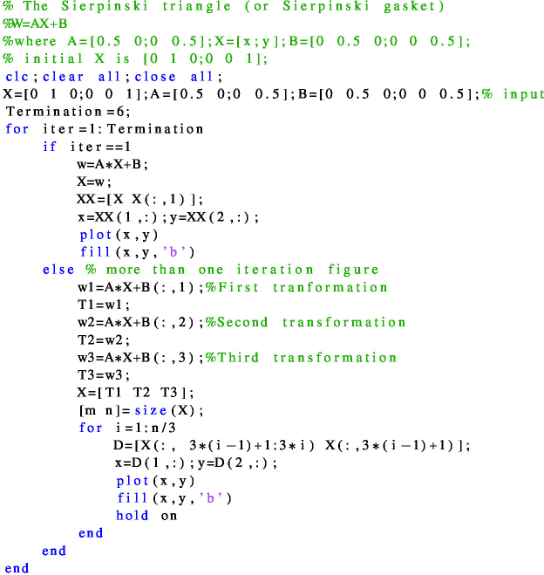 % The Sierpinski triangle (or Sierpinski gasket)
%W=AX+B
%where A=[0.5 0;0 0.5];X=[x;y];B=[0 0.5 0;0 0 0.5];
% initial X is [0 1 0;0 0 1];
clc;clear all;close all;
X=[0 1 0;0 0 1];A=[0.5 0;0 0.5];B=[0 0.5 0;0 0 0.5];% input
Termination=6;
for iter=1:Termination
if iter==1
w=A*X+B;
X=w;
XX=[X X(:,1)];
x=XX(1,:);y=XX(2,:);
plot(x,y)
fill(x,y,'b')
else % more than one iteration figure
w1=A*X+B(:,1);%First tranformation
T1=w1;
w2=A*X+B(:,2);%Second transformation
T2=w2;
w3=A*X+B(:,3);%Third transformation
T3=w3;
X=[T1 T2 T3];
[m n]=size(X);
for i=1:n/3
D=[X(:, 3*(i-1)+1:3*i) X(:,3*(i-1)+1)];
x=D(1,:);y=D(2,:);
plot(x,y)
fill(x,y,'b')
hold on
end
end
end